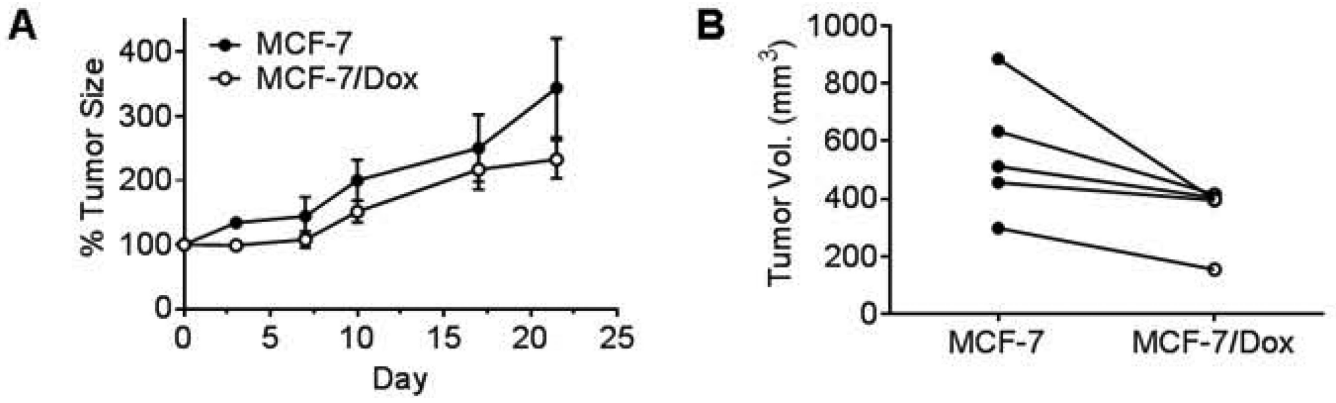 A
% Tumor Size
400
300
200
100
0
MCF-7
MCF-7/Dox
0 5 10 15 20 25
Day
B
Tumor Vol. (mm³)
1000
800
600
400
200
0
MCF-7 MCF-7/Dox